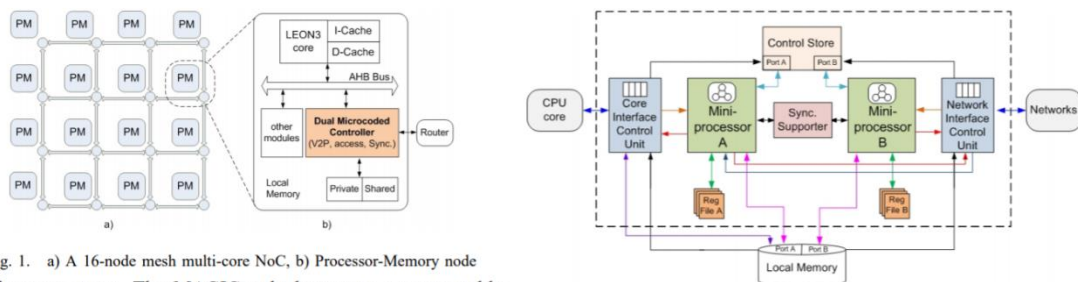 PM PM PM PM
PM PM PM PM
PM PM PM PM
PM PM PM PM
a)
LEON3
core
I-Cache
D-Cache
AHB Bus
other
modules
Dual Microcoded
Controller
(V2P, access, Sync.)
Router
Local
Memory
Private Shared
b)
g. 1. a) A 16-node mesh multi-core NoC, b) Processor-Memory node
Control Store
Port A Port B
CPU
core
Core
Interface
Control
Unit
Mini-
processor
A
Sync.
Supporter
Mini-
processor
B
Network
Interface
Control
Unit
Networks
Reg
File A
Reg
File B
Port A Port B
Local Memory